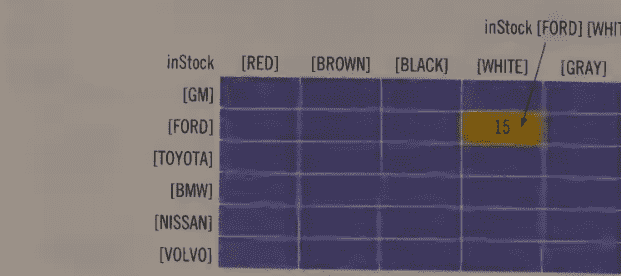 inStock [FORD] [WHIT
inStock [RED] [BROWN] [BLACK] [WHITE] [GRAY]
[GM]
[FORD] 15
[TOYOTA]
[BMW]
[NISSAN]
[VOLVO]